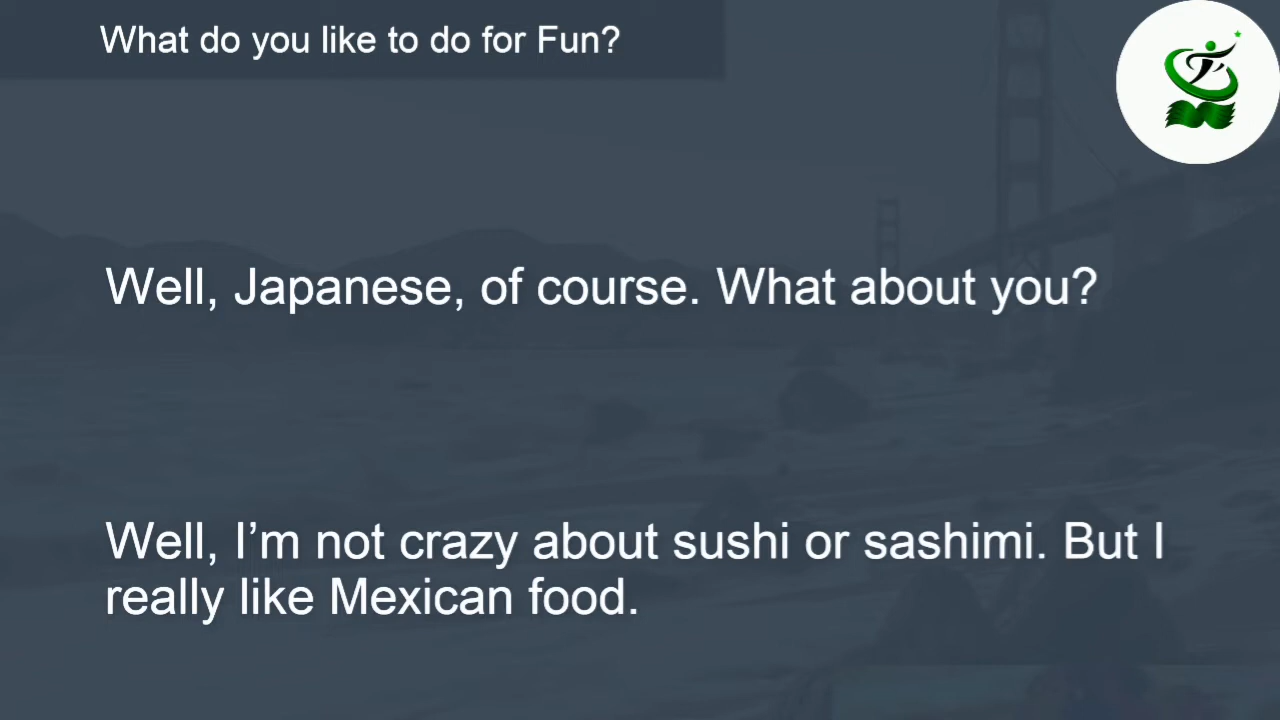 What do you like to do for Fun?
Well, Japanese, of course. What about you?
Well, I’m not crazy about sushi or sashimi. But I
really like Mexican food.